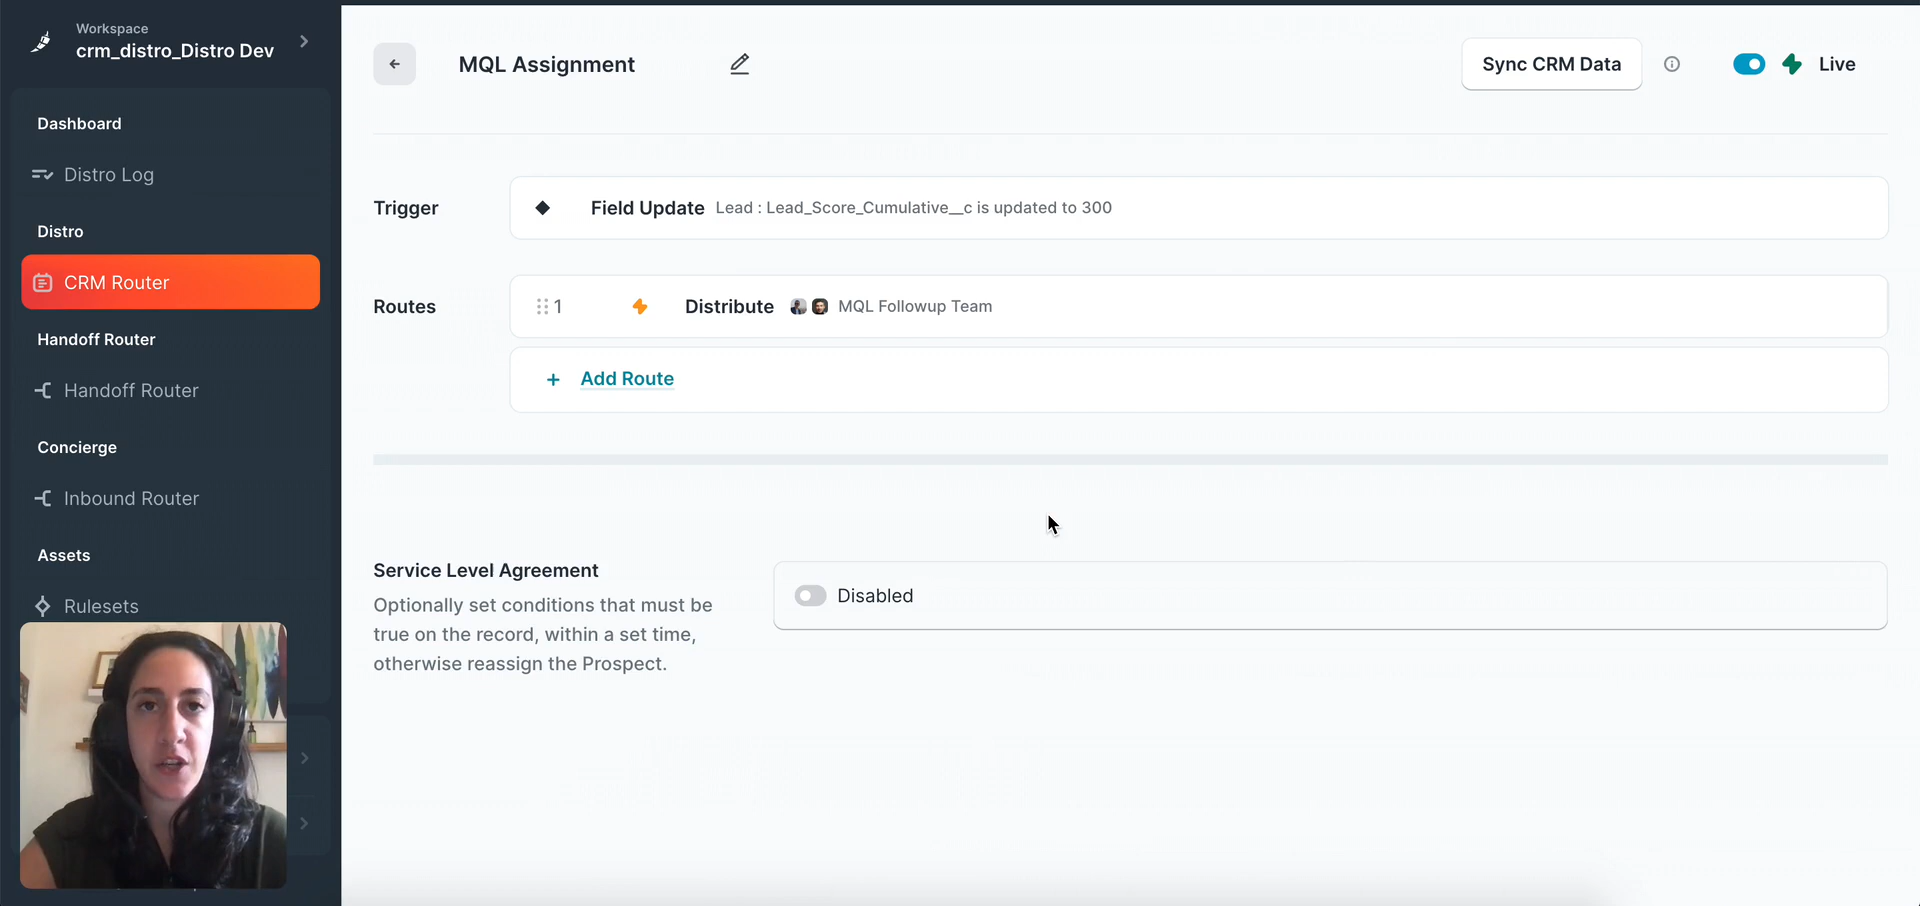 Workspace
crm_distro_Distro Dev
Dashboard
Distro Log
Distro
CRM Router
Handoff Router
Handoff Router
Concierge
Inbound Router
Assets
Rulesets
MQL Assignment
Sync CRM Data
Live
Trigger
Field Update Lead : Lead_Score_Cumulative__c is updated to 300
Routes
1 Distribute MQL Followup Team
+ Add Route
Service Level Agreement
Optionally set conditions that must be
true on the record, within a set time,
otherwise reassign the Prospect.
Disabled